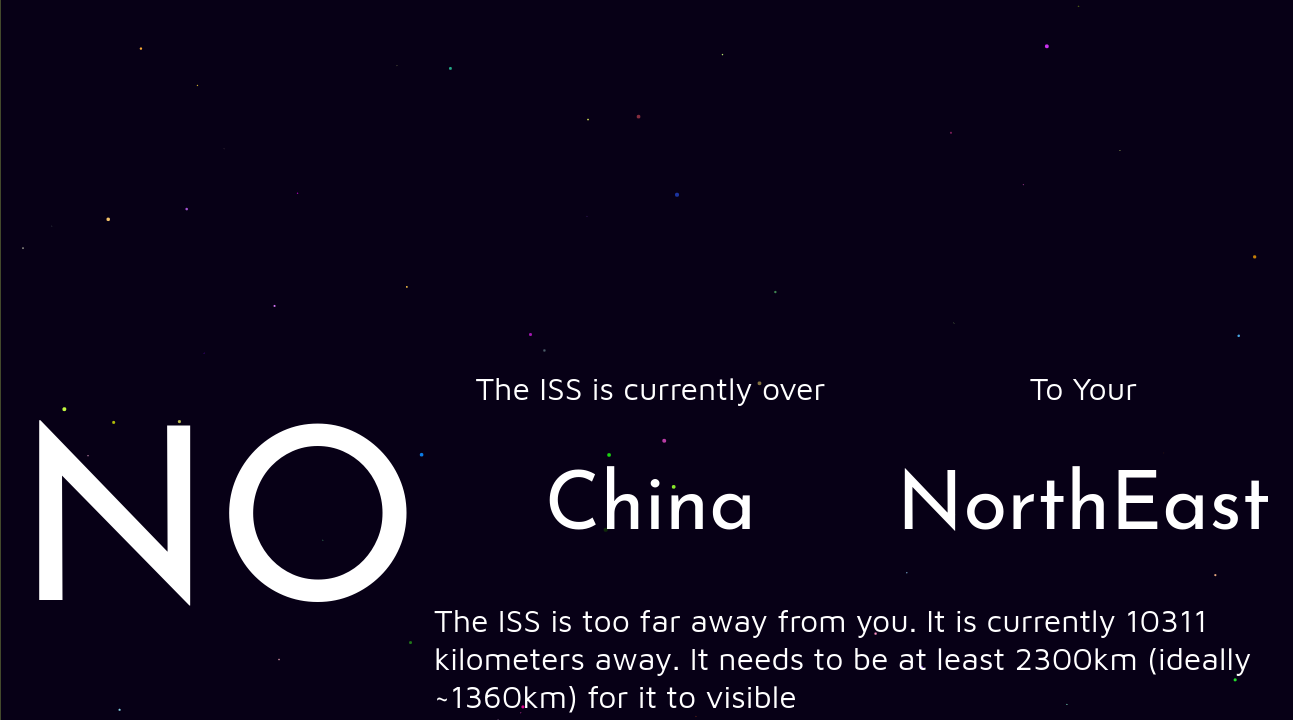 NO
The ISS is currently over
China
To Your
NorthEast
The ISS is too far away from you. It is currently 10311
kilometers away. It needs to be at least 2300km (ideally
~1360km) for it to visible